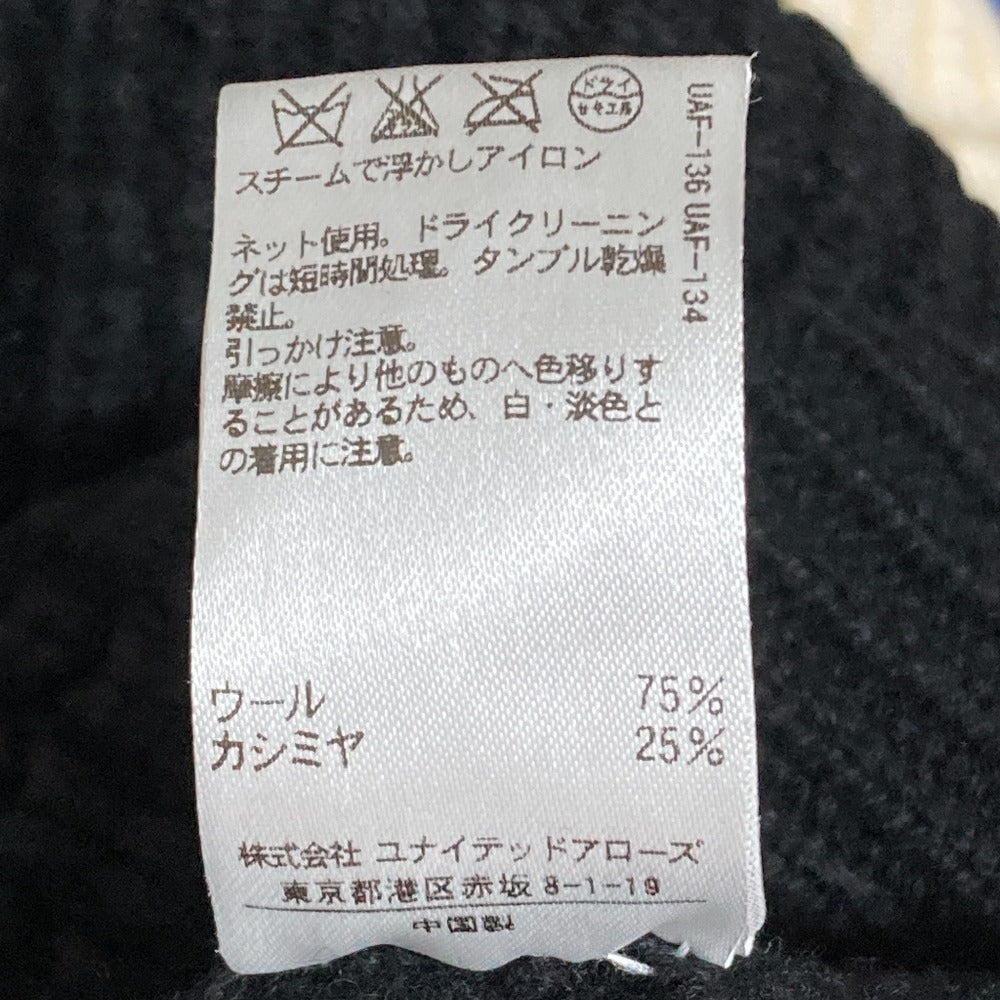 ドライ
セキユ系
スチームで浮かしアイロン
ネット使用。ドライクリーニン
グは短時間処理。タンブル乾燥
禁止。
引っかけ注意。
摩擦により他のものへ色移りす
ることがあるため、白・淡色と
の着用に注意。
UAF-136 UAF-134
ウール 75%
カシミヤ 25%
株式会社 ユナイテッドアローズ
東京都港区赤坂 8-1-19
中国製